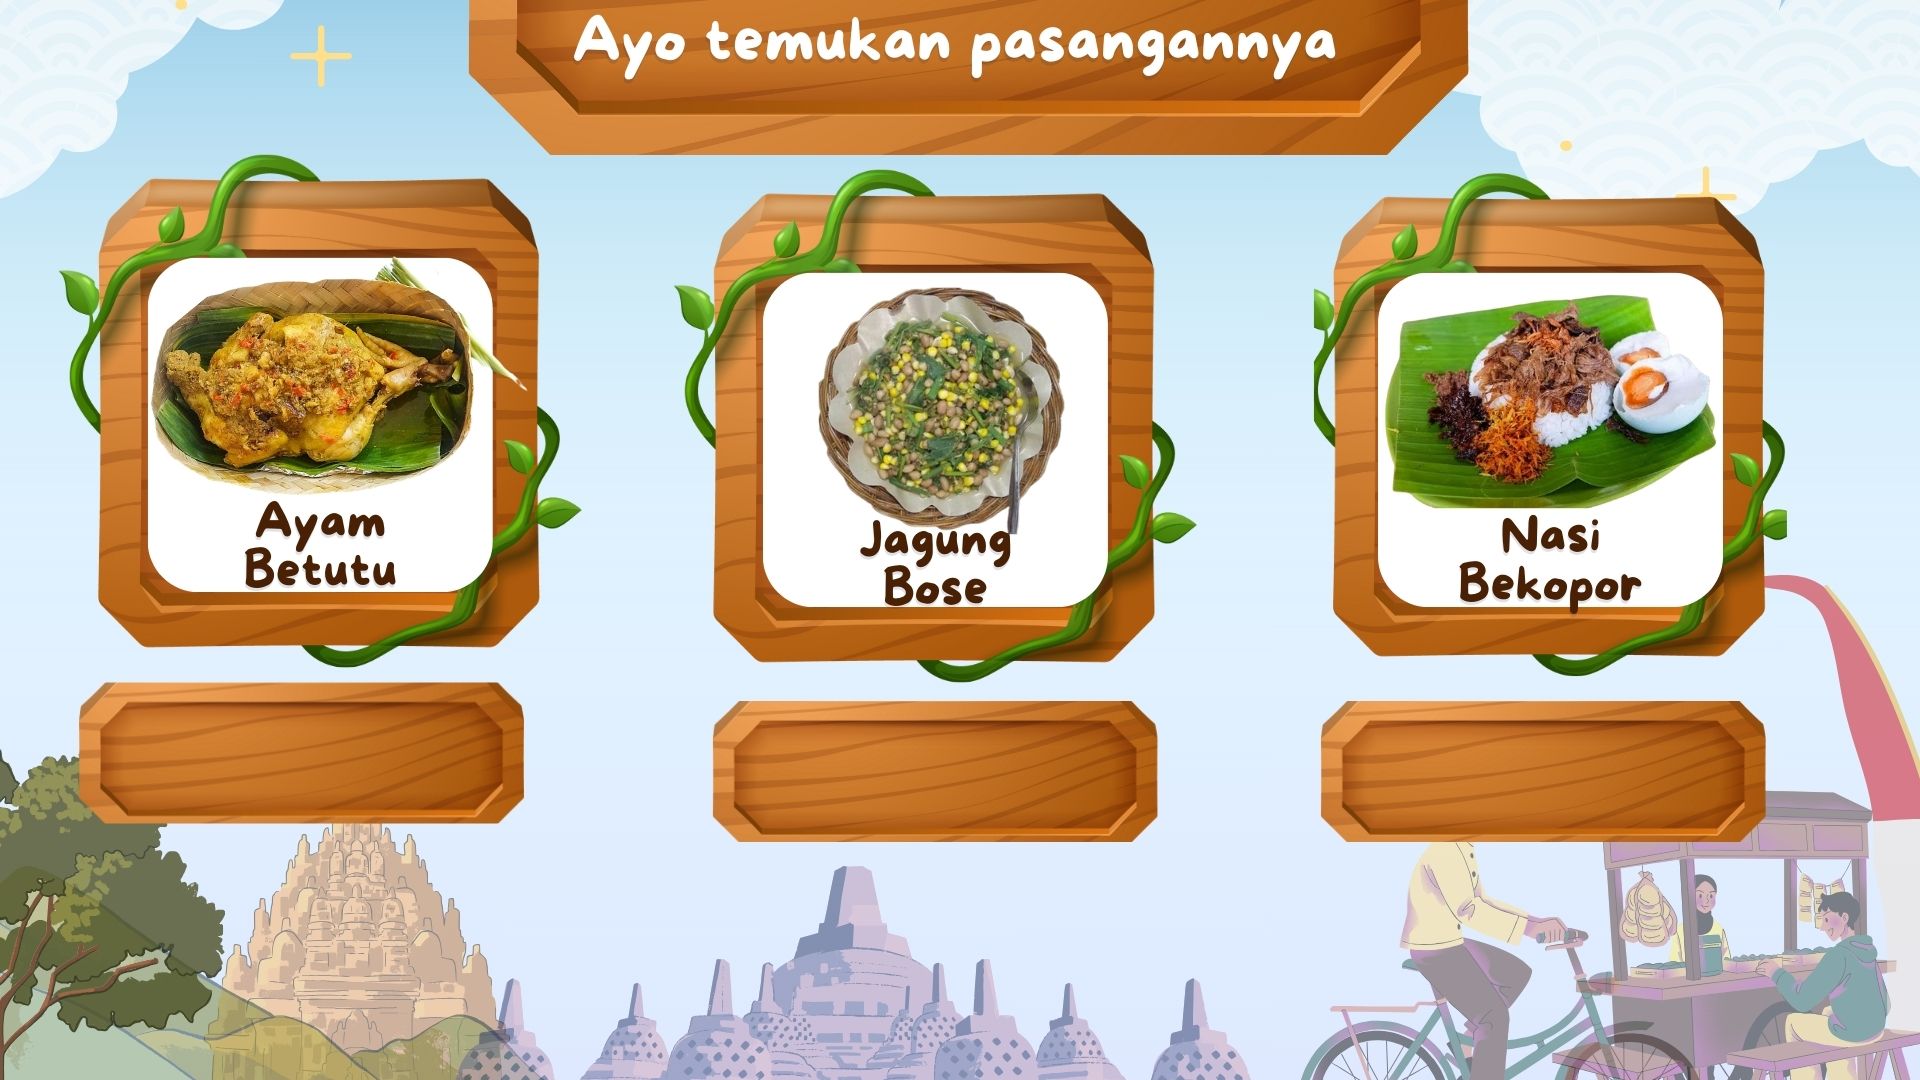 Ayo temukan pasangannya
Ayam
Betutu
Jagung
Bose
Nasi
Bekopor